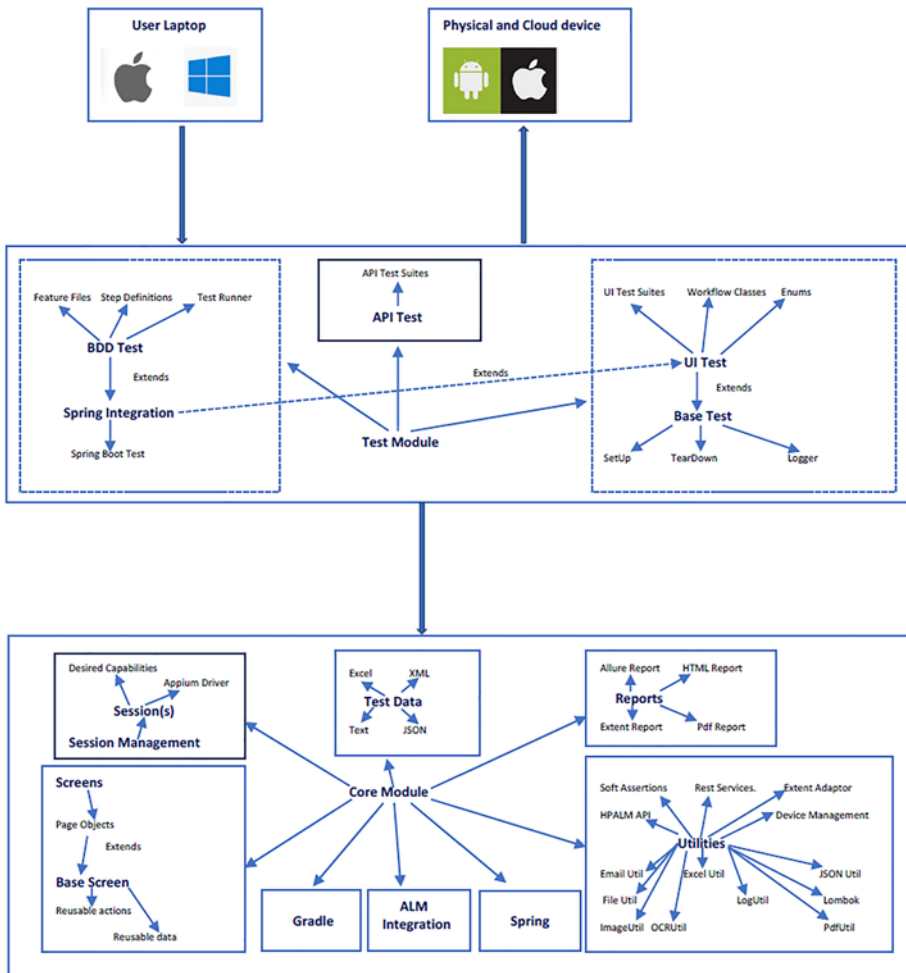 User Laptop
Physical and Cloud device
Feature Files
Step Definitions
Test Runner
BDD Test
Extends
Spring Integration
Spring Boot Test
API Test Suites
API Test
Extends
Test Module
UI Test Suites
Workflow Classes
Enums
UI Test
Extends
Base Test
SetUp
TearDown
Logger
Desired Capabilities
Appium Driver
Session(s)
Session Management
Excel
XML
Test Data
Text
JSON
Allure Report
HTML Report
Reports
Extent Report
Pdf Report
Core Module
Screens
Page Objects
Extends
Base Screen
Reusable actions
Reusable data
Gradle
ALM
Integration
Spring
Soft Assertions
Rest Services.
Extent Adaptor
HPALM API
Device Management
Utilities
Email Util
Excel Util
JSON Util
File Util
LogUtil
Lombok
ImageUtil
OCRUtil
PdfUtil